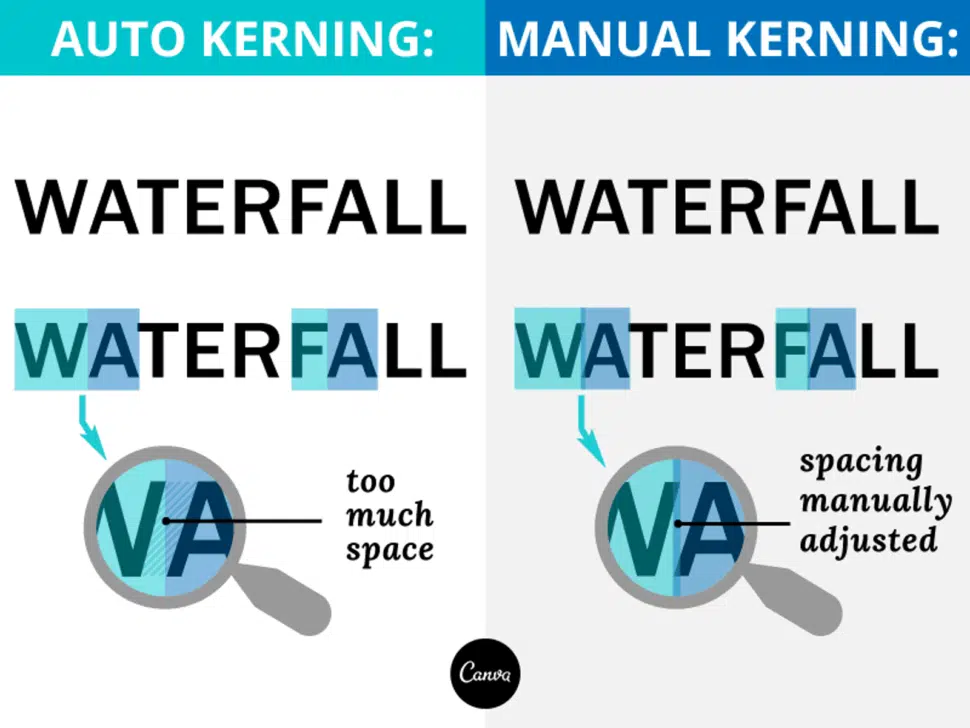 AUTO KERNING:
WATERFALL
WATERFALL
WA
too
much
space
MANUAL KERNING:
WATERFALL
WATERFALL
WA
spacing
manually
adjusted
Canva